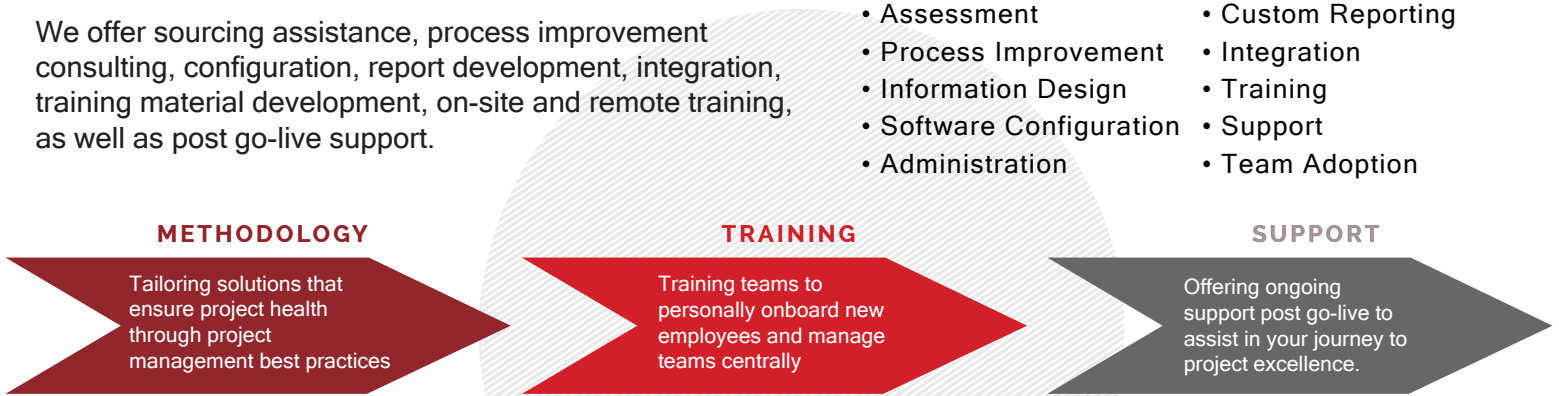 We offer sourcing assistance, process improvement
consulting, configuration, report development, integration,
training material development, on-site and remote training,
as well as post go-live support.
• Assessment
• Process Improvement
• Information Design
• Software Configuration
• Administration
• Custom Reporting
• Integration
• Training
• Support
• Team Adoption
METHODOLOGY
Tailoring solutions that
ensure project health
through project
management best practices
TRAINING
Training teams to
personally onboard new
employees and manage
teams centrally
SUPPORT
Offering ongoing
support post go-live to
assist in your journey to
project excellence.